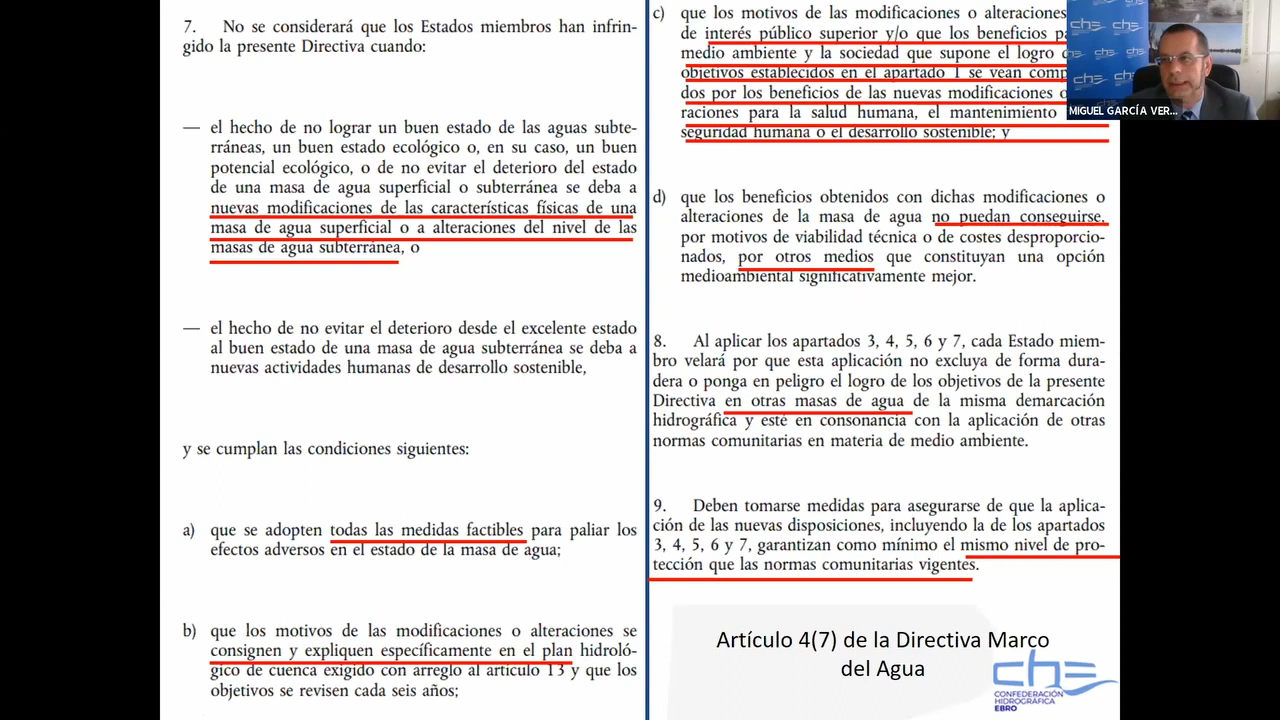 7. No se considerará que los Estados miembros han infrin-
gido la presente Directiva cuando:
— el hecho de no lograr un buen estado de las aguas subte-
rráneas, un buen estado ecológico o, en su caso, un buen
potencial ecológico, o de no evitar el deterioro del estado
de una masa de agua superficial o subterránea se deba a
nuevas modificaciones de las características físicas de una
masa de agua superficial o a alteraciones del nivel de las
masas de agua subterránea, o
— el hecho de no evitar el deterioro desde el excelente estado
al buen estado de una masa de agua subterránea se deba a
nuevas actividades humanas de desarrollo sostenible,
y se cumplan las condiciones siguientes:
a) que se adopten todas las medidas factibles para paliar los
efectos adversos en el estado de la masa de agua;
b) que los motivos de las modificaciones o alteraciones se
consignen y expliquen específicamente en el plan hidroló-
gico de cuenca exigido con arreglo al artículo 13 y que los
objetivos se revisen cada seis años;
c) que los motivos de las modificaciones o alteraciones
de interés público superior y/o que los beneficios
medio ambiente y la sociedad que supone el logro
objetivos establecidos en el apartado 1 se vean
dos por los beneficios de las nuevas modificaciones o
raciones para la salud humana, el mantenimiento
seguridad humana o el desarrollo sostenible; y
d) que los beneficios obtenidos con dichas modificaciones o
alteraciones de la masa de agua no puedan conseguirse,
por motivos de viabilidad técnica o de costes desproporcio-
nados, por otros medios que constituyan una opción
medioambiental significativamente mejor.
8. Al aplicar los apartados 3, 4, 5, 6 y 7, cada Estado miem-
bro velará por que esta aplicación no excluya de forma dura-
dera o ponga en peligro el logro de los objetivos de la presente
Directiva en otras masas de agua de la misma demarcación
hidrográfica y esté en consonancia con la aplicación de otras
normas comunitarias en materia de medio ambiente.
9. Deben tomarse medidas para asegurarse de que la aplica-
ción de las nuevas disposiciones, incluyendo la de los apartados
3, 4, 5, 6 y 7, garantizan como mínimo el mismo nivel de pro-
tección que las normas comunitarias vigentes.
Artículo 4(7) de la Directiva Marco
del Agua
che
CONFEDERACIÓN
HIDROGRÁFICA
EBRO
MIGUEL GARCÍA VER...